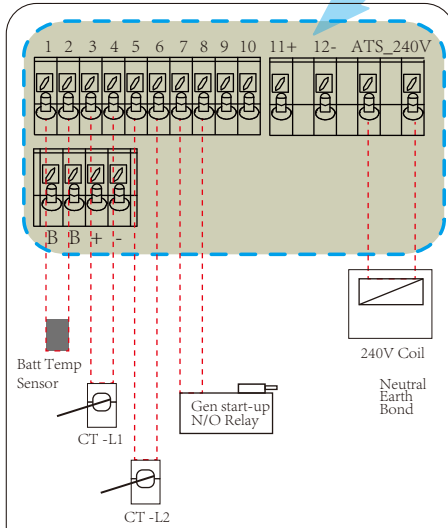 1 2 3 4 5 6 7 8 9 10 11+ 12- ATS_240V
B B + -
Batt Temp
Sensor
CT -L1
CT -L2
Gen start-up
N/O Relay
240V Coil
Neutral
Earth
Bond